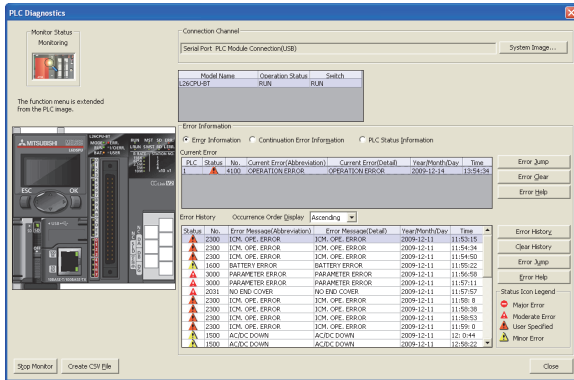 PLC Diagnostics
Monitor Status
Monitoring
The function menu is extended
from the PLC image.
Connection Channel
Serial Port PLC Module Connection(USB)
System Image...
Model Name Operation Status Switch
L26CPU-BT RUN RUN
MITSUBISHI
L26CPU-BT
ESC OK
Error Information
Error Information Continuation Error Information PLC Status Information
Current Error
PLC Status No. Current Error(Abbreviation) Current Error(Detail) Year/Month/Day Time
1 4100 OPERATION ERROR OPERATION ERROR 2009-12-14 13:54:34
Error Jump
Error Clear
Error Help
Error History Occurrence Order Display Ascending
Status No. Error Message(Abbreviation) Error Message(Detail) Year/Month/Day Time
2300 ICM. OPE. ERROR ICM. OPE. ERROR 2009-12-11 11:53:15
2300 ICM. OPE. ERROR ICM. OPE. ERROR 2009-12-11 11:54:34
2300 ICM. OPE. ERROR ICM. OPE. ERROR 2009-12-11 11:54:50
1600 BATTERY ERROR BATTERY ERROR 2009-12-11 11:55:22
3000 PARAMETER ERROR PARAMETER ERROR 2009-12-11 11:56:58
3000 PARAMETER ERROR PARAMETER ERROR 2009-12-11 11:57:11
2031 NO END COVER NO END COVER 2009-12-11 11:57:57
2300 ICM. OPE. ERROR ICM. OPE. ERROR 2009-12-11 11:58: 8
2300 ICM. OPE. ERROR ICM. OPE. ERROR 2009-12-11 11:58:38
2300 ICM. OPE. ERROR ICM. OPE. ERROR 2009-12-11 11:58:53
2300 ICM. OPE. ERROR ICM. OPE. ERROR 2009-12-11 11:59: 0
1500 AC/DC DOWN AC/DC DOWN 2009-12-11 12: 0:44
1500 AC/DC DOWN AC/DC DOWN 2009-12-11 12:58:22
Error History
Clear History
Error Jump
Error Help
Status Icon Legend
Major Error
Moderate Error
User Specified
Minor Error
Stop Monitor Create CSV File Close